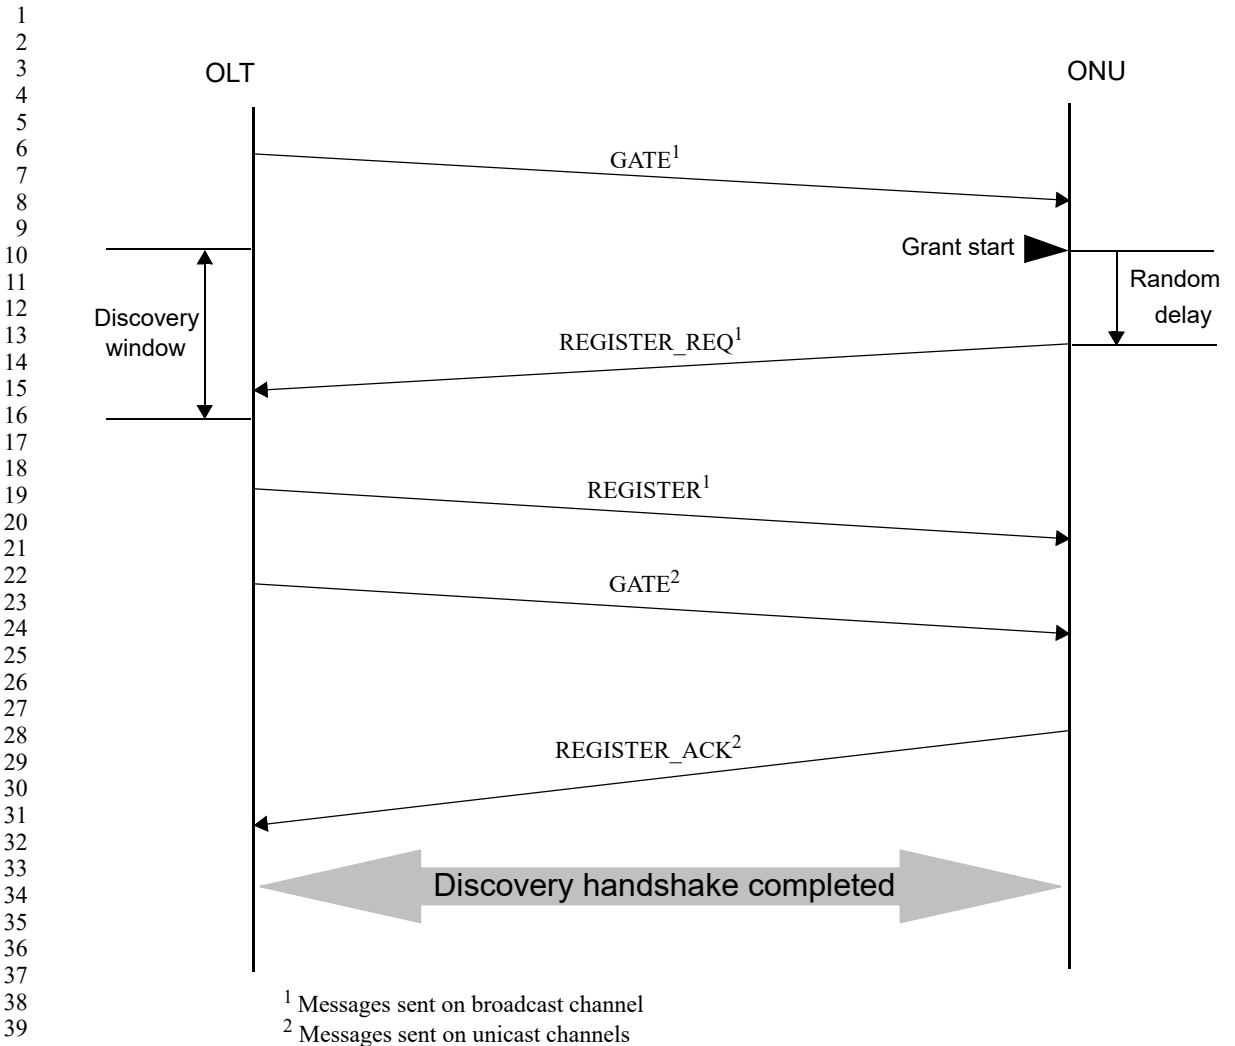 1
2
3
OLT ONU
4
5
6
GATE1
7
8
9
Grant start
10
11
Random
12
delay
Discovery
13
REGISTER_REQ1
window
14
15
16
17
18
19
REGISTER1
20
21
22
GATE2
23
24
25
26
27
28
REGISTER_ACK2
29
30
31
32
33
Discovery handshake completed
34
35
36
37
38
1 Messages sent on broadcast channel
39
2 Messages sent on unicast channels